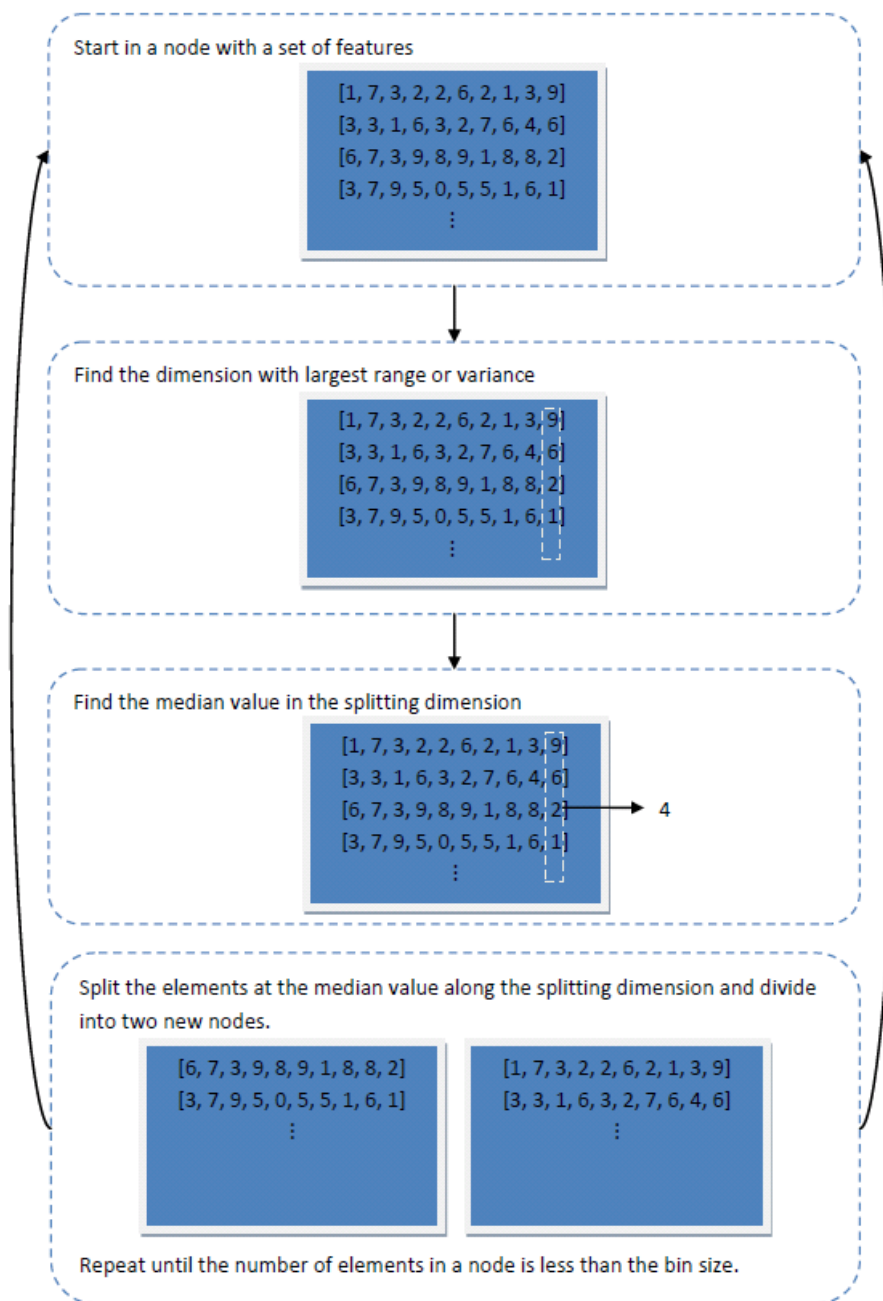 Start in a node with a set of features
[1, 7, 3, 2, 2, 6, 2, 1, 3, 9]
[3, 3, 1, 6, 3, 2, 7, 6, 4, 6]
[6, 7, 3, 9, 8, 9, 1, 8, 8, 2]
[3, 7, 9, 5, 0, 5, 5, 1, 6, 1]
⋮
Find the dimension with largest range or variance
[1, 7, 3, 2, 2, 6, 2, 1, 3, 9]
[3, 3, 1, 6, 3, 2, 7, 6, 4, 6]
[6, 7, 3, 9, 8, 9, 1, 8, 8, 2]
[3, 7, 9, 5, 0, 5, 5, 1, 6, 1]
⋮
Find the median value in the splitting dimension
[1, 7, 3, 2, 2, 6, 2, 1, 3, 9]
[3, 3, 1, 6, 3, 2, 7, 6, 4, 6]
[6, 7, 3, 9, 8, 9, 1, 8, 8, 2]
4
[3, 7, 9, 5, 0, 5, 5, 1, 6, 1]
⋮
Split the elements at the median value along the splitting dimension and divide
into two new nodes.
[6, 7, 3, 9, 8, 9, 1, 8, 8, 2]
[3, 7, 9, 5, 0, 5, 5, 1, 6, 1]
⋮
[1, 7, 3, 2, 2, 6, 2, 1, 3, 9]
[3, 3, 1, 6, 3, 2, 7, 6, 4, 6]
⋮
Repeat until the number of elements in a node is less than the bin size.